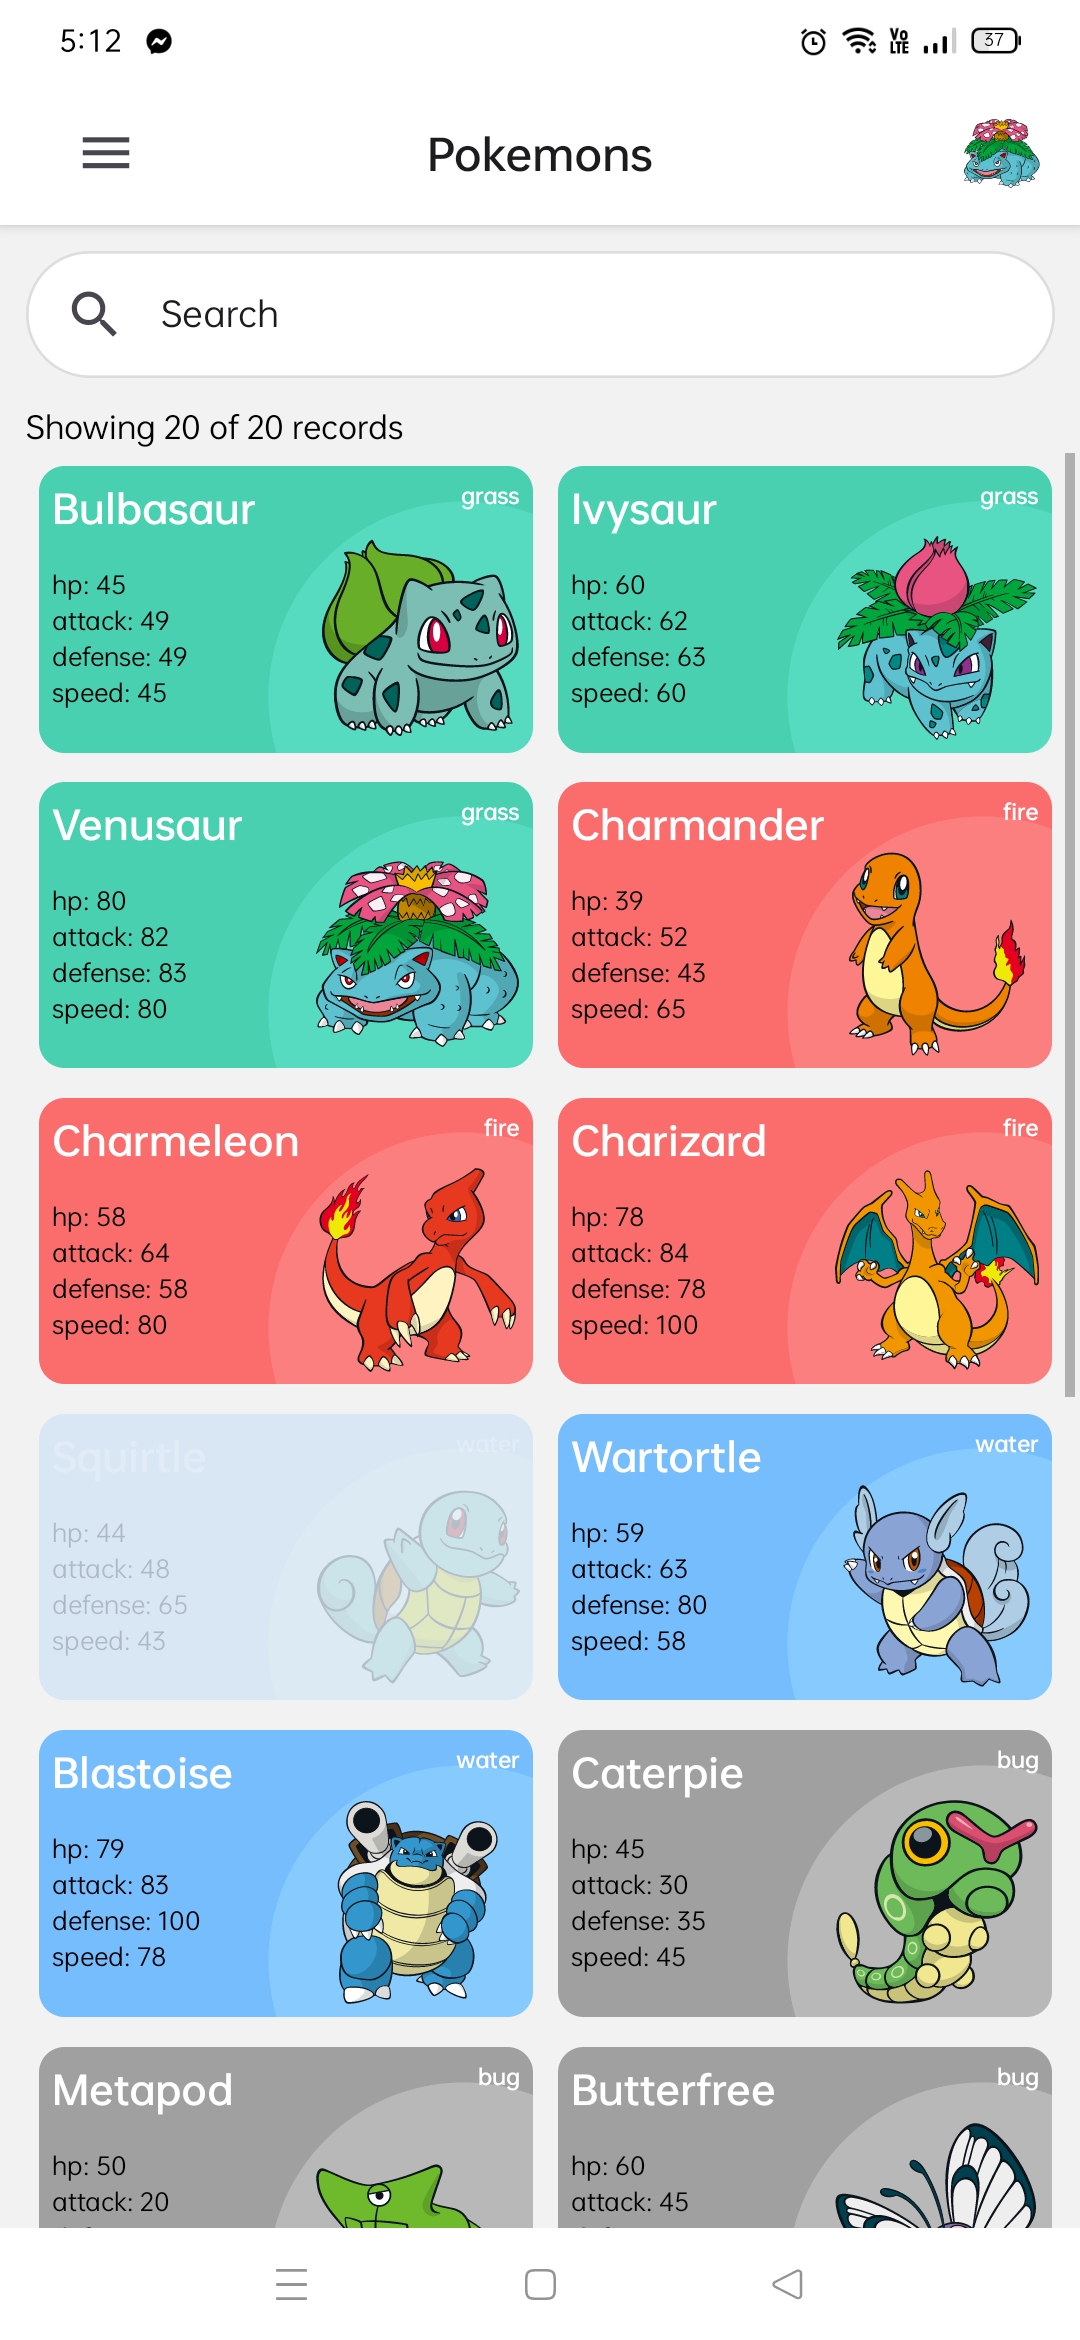 5:12
Vo LTE
37
Pokemons
Search
Showing 20 of 20 records
Bulbasaur
grass
hp: 45
attack: 49
defense: 49
speed: 45
Ivysaur
grass
hp: 60
attack: 62
defense: 63
speed: 60
Venusaur
grass
hp: 80
attack: 82
defense: 83
speed: 80
Charmander
fire
hp: 39
attack: 52
defense: 43
speed: 65
Charmeleon
fire
hp: 58
attack: 64
defense: 58
speed: 80
Charizard
fire
hp: 78
attack: 84
defense: 78
speed: 100
Squirtle
water
hp: 44
attack: 48
defense: 65
speed: 43
Wartortle
water
hp: 59
attack: 63
defense: 80
speed: 58
Blastoise
water
hp: 79
attack: 83
defense: 100
speed: 78
Caterpie
bug
hp: 45
attack: 30
defense: 35
speed: 45
Metapod
bug
hp: 50
attack: 20
Butterfree
bug
hp: 60
attack: 45